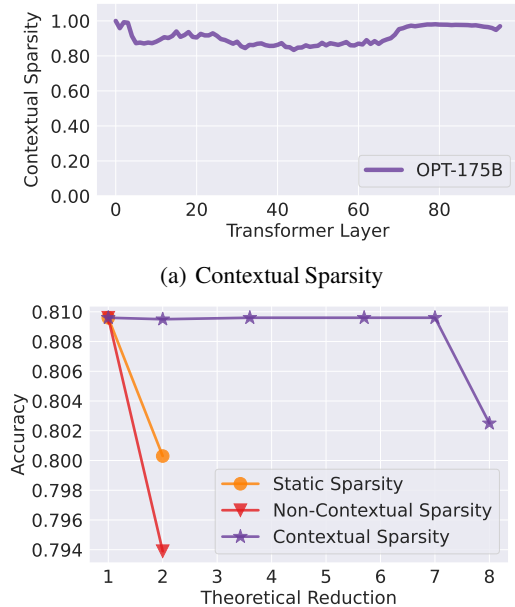 Contextual Sparsity
1.00
0.80
0.60
0.40
0.20
0.00
OPT-175B
0 20 40 60 80
Transformer Layer
(a) Contextual Sparsity
Accuracy
0.810
0.808
0.806
0.804
0.802
0.800
0.798
0.796
0.794
Static Sparsity
Non-Contextual Sparsity
Contextual Sparsity
1 2 3 4 5 6 7 8
Theoretical Reduction